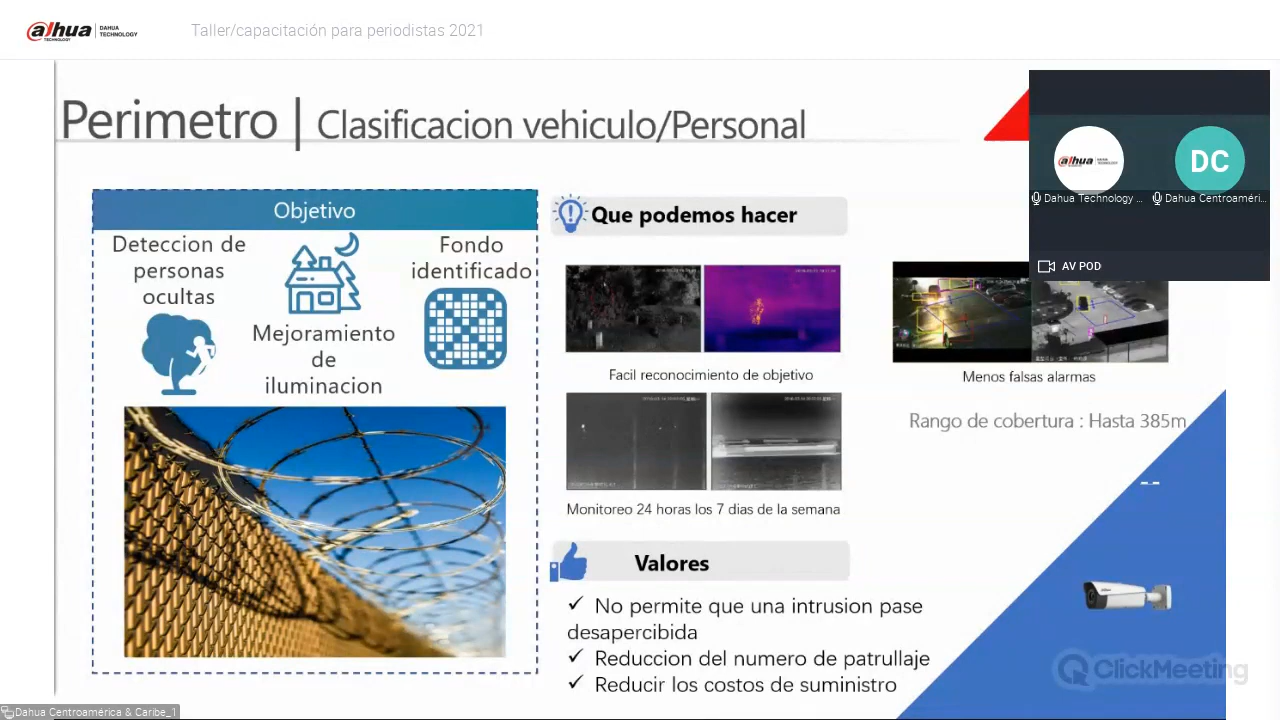 alhua
TECHNOLOGY
DAHUA
TECHNOLOGY
Taller/capacitación para periodistas 2021
Perimetro | Clasificacion vehiculo/Personal
Objetivo
Deteccion de
personas
ocultas
Mejoramiento
de
iluminacion
Fondo
identificado
Que podemos hacer
Facil reconocimiento de objetivo
Menos falsas alarmas
Monitoreo 24 horas los 7 dias de la semana
Rango de cobertura : Hasta 385m
Valores
✓ No permite que una intrusion pase
desapercibida
✓ Reduccion del numero de patrullaje
✓ Reducir los costos de suministro
alhua
DC
Dahua Technology ...
Dahua Centroaméri...
AV POD
ClickMeeting
Dahua Centroamérica & Caribe_1